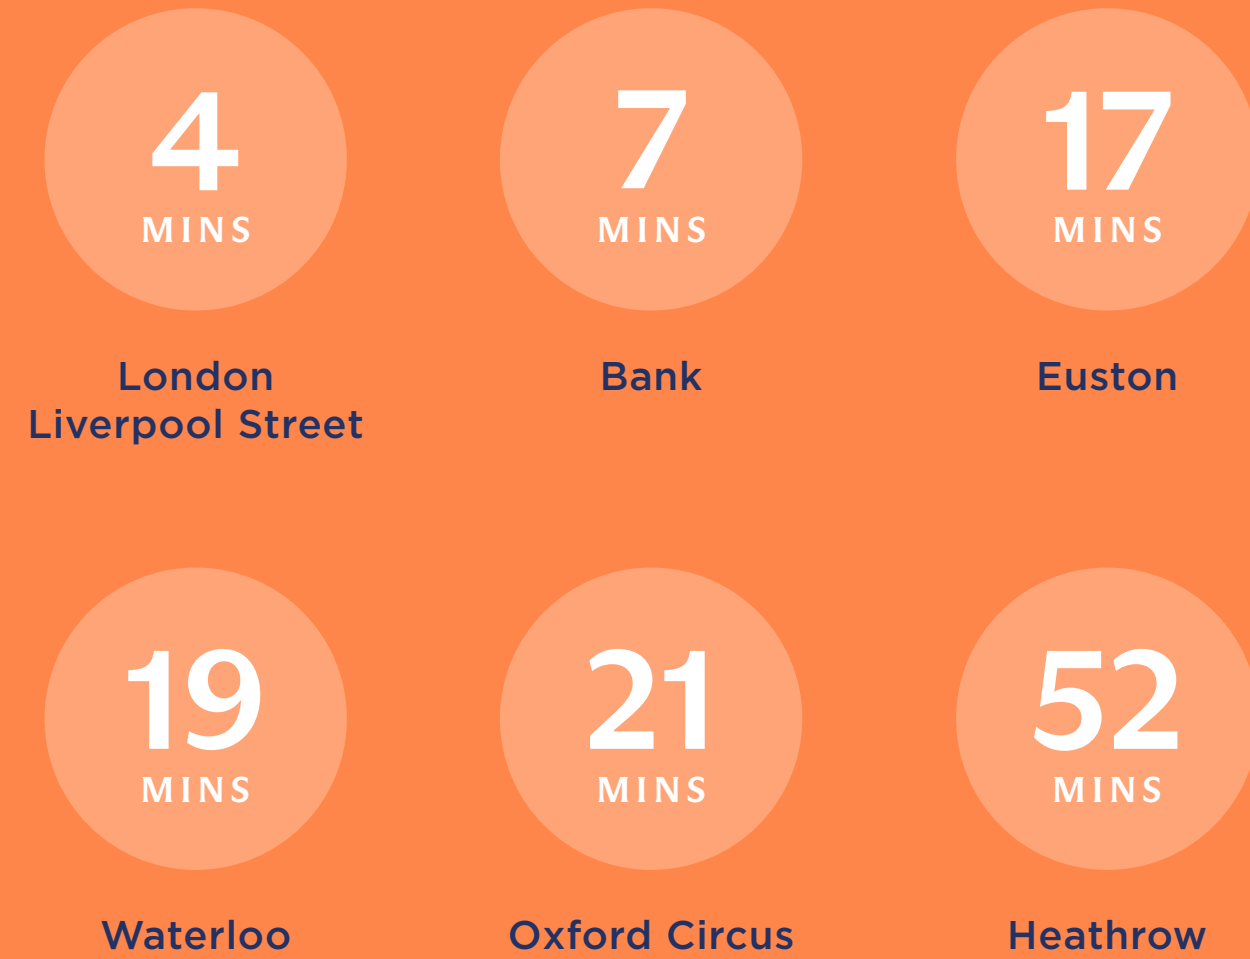 4
MINS
London
Liverpool Street
7
MINS
Bank
17
MINS
Euston
19
MINS
Waterloo
21
MINS
Oxford Circus
52
MINS
Heathrow